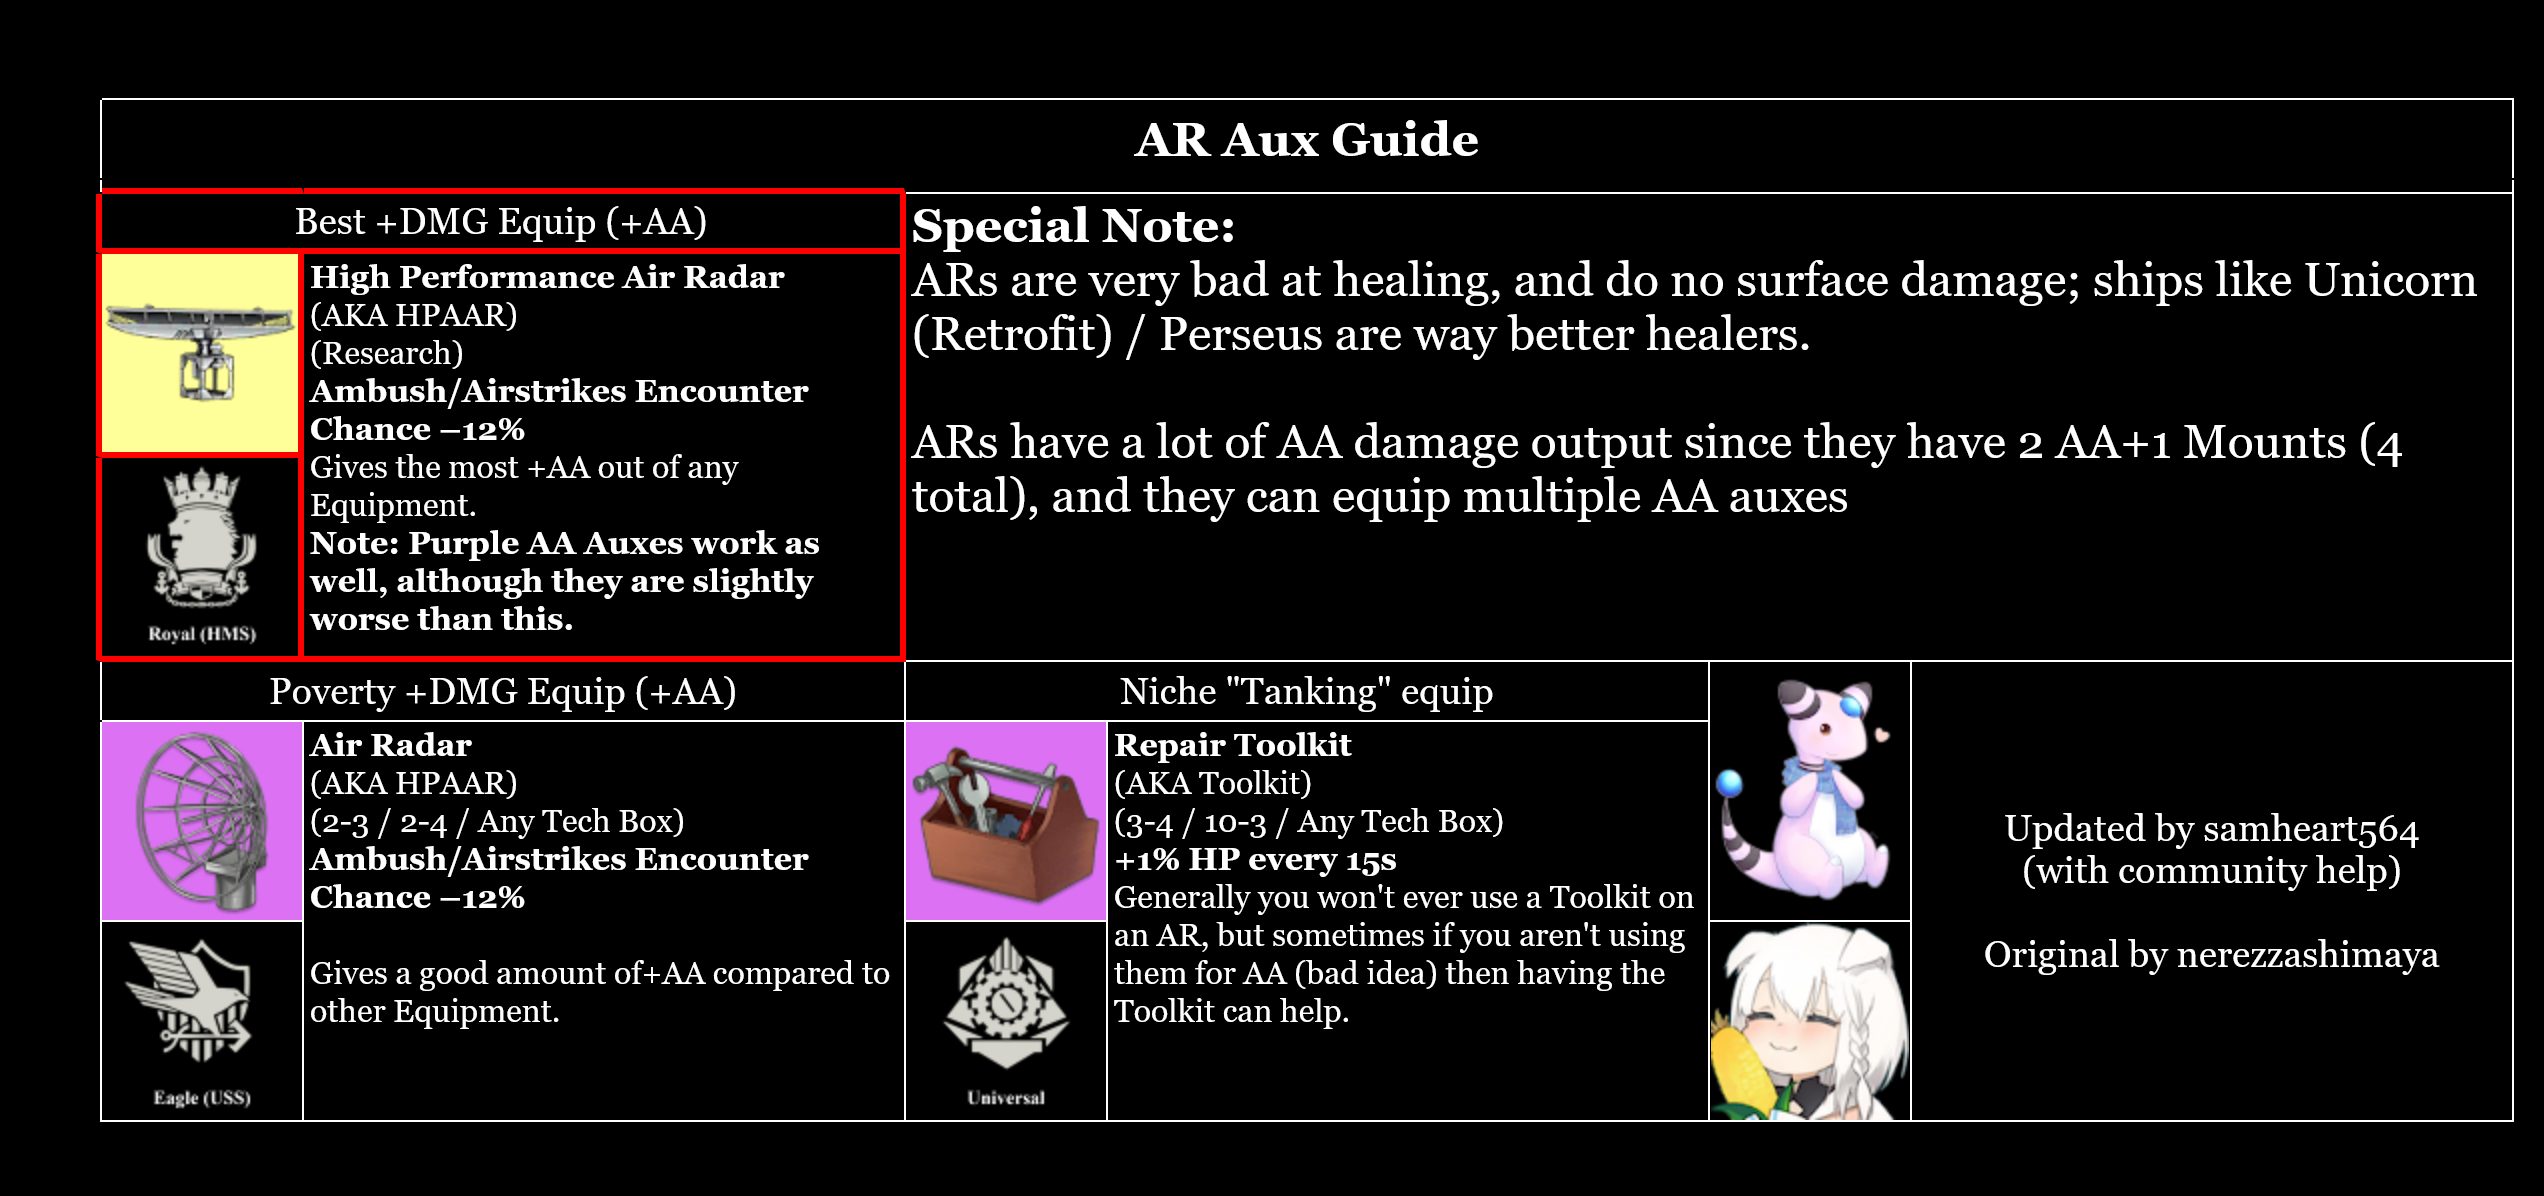 AR Aux Guide
Best +DMG Equip (+AA)
High Performance Air Radar
(AKA HPAAR)
(Research)
Ambush/Airstrikes Encounter
Chance –12%
Gives the most +AA out of any
Equipment.
Note: Purple AA Auxes work as
well, although they are slightly
worse than this.
Royal (HMS)
Special Note:
ARs are very bad at healing, and do no surface damage; ships like Unicorn
(Retrofit) / Perseus are way better healers.
ARs have a lot of AA damage output since they have 2 AA+1 Mounts (4
total), and they can equip multiple AA auxes
Poverty +DMG Equip (+AA)
Air Radar
(AKA HPAAR)
(2-3 / 2-4 / Any Tech Box)
Ambush/Airstrikes Encounter
Chance –12%
Gives a good amount of+AA compared to
other Equipment.
Eagle (USS)
Niche "Tanking" equip
Repair Toolkit
(AKA Toolkit)
(3-4 / 10-3 / Any Tech Box)
+1% HP every 15s
Generally you won't ever use a Toolkit on
an AR, but sometimes if you aren't using
them for AA (bad idea) then having the
Toolkit can help.
Universal
Updated by samheart564
(with community help)
Original by nerezzashimaya